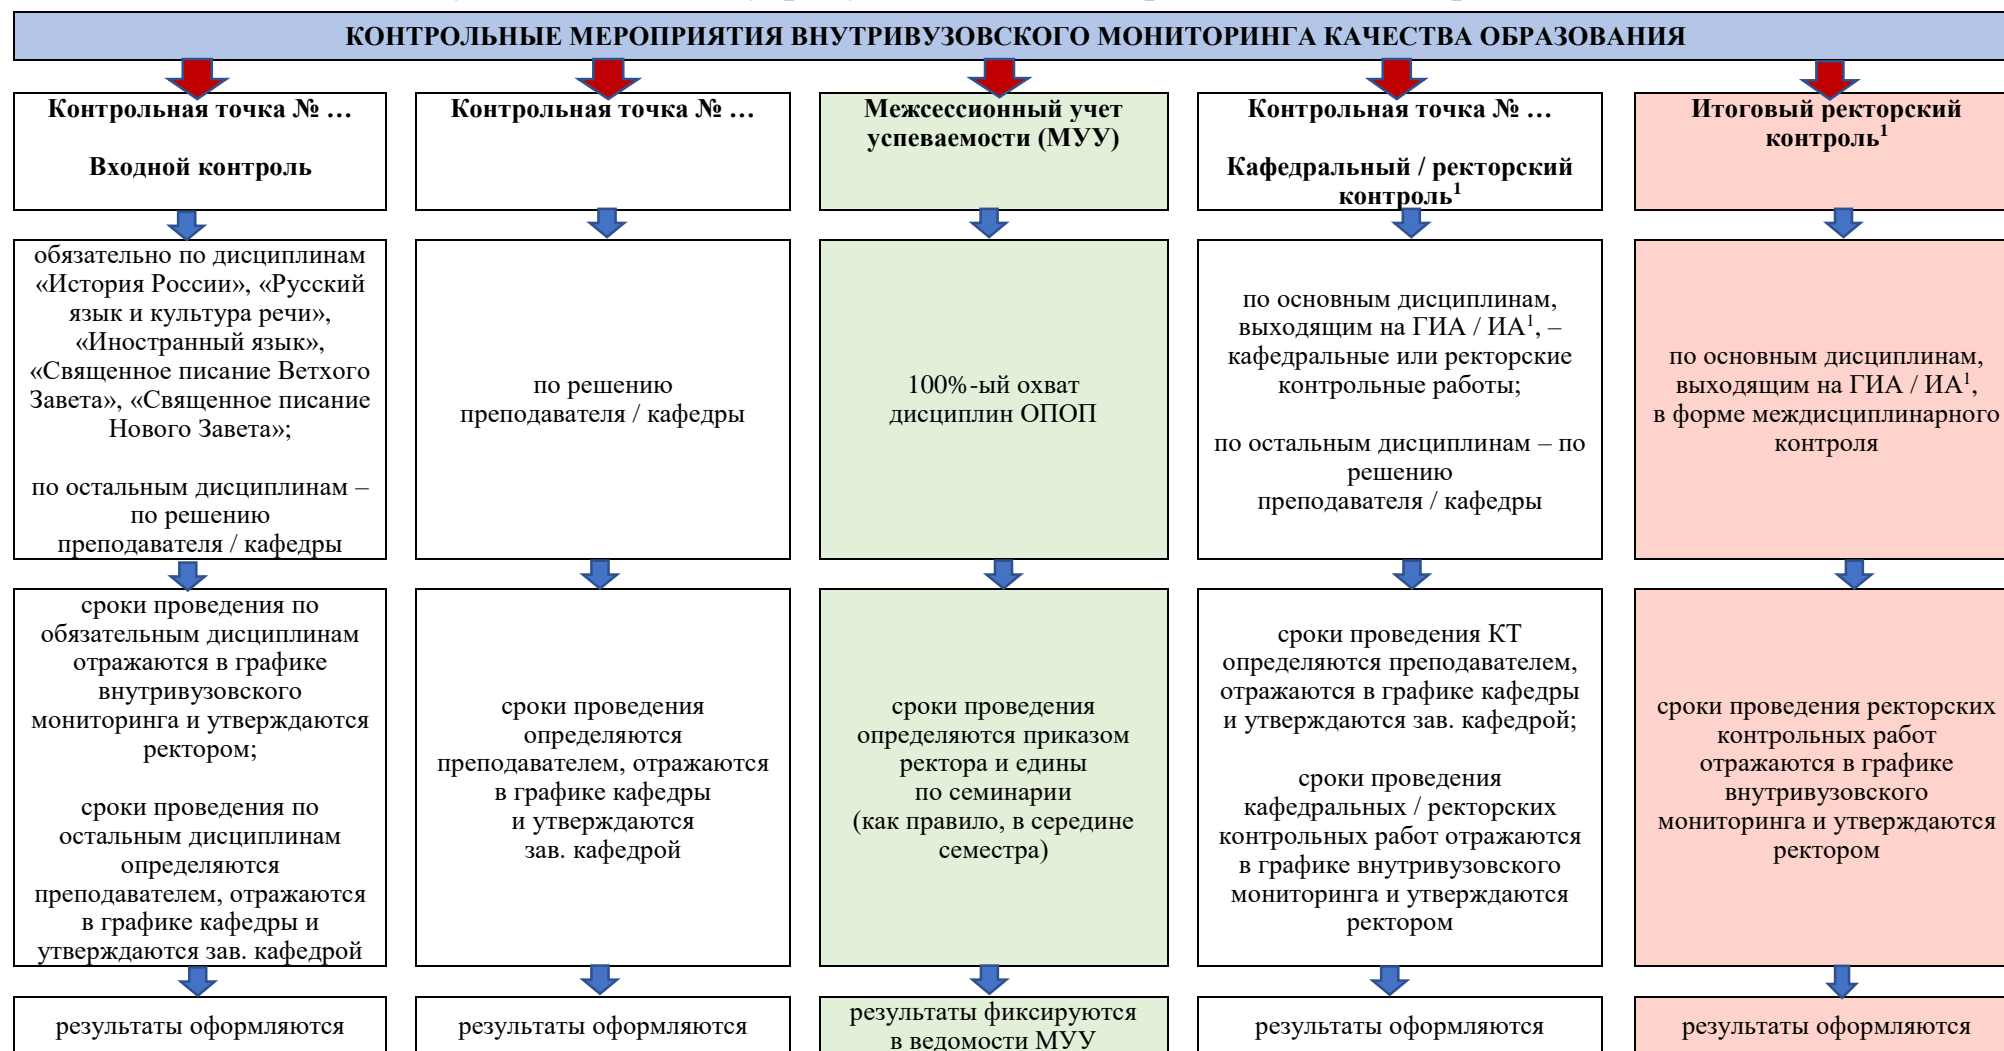 КОНТРОЛЬНЫЕ МЕРОПРИЯТИЯ ВНУТРИВУЗОВСКОГО МОНИТОРИНГА КАЧЕСТВА ОБРАЗОВАНИЯ
Контрольная точка № …
Входной контроль
Контрольная точка № …
Межсессионный учет
успеваемости (МУУ)
Контрольная точка № …
Кафедральный / ректорский
контроль¹
Итоговый ректорский
контроль¹
обязательно по дисциплинам
«История России», «Русский
язык и культура речи»,
«Иностранный язык»,
«Священное писание Ветхого
Завета», «Священное писание
Нового Завета»;
по остальным дисциплинам –
по решению
преподавателя / кафедры
по решению
преподавателя / кафедры
100%-ый охват
дисциплин ОПОП
по основным дисциплинам,
выходящим на ГИА / ИА¹, –
кафедральные или ректорские
контрольные работы;
по остальным дисциплинам – по
решению
преподавателя / кафедры
по основным дисциплинам,
выходящим на ГИА / ИА¹,
в форме междисциплинарного
контроля
сроки проведения по
обязательным дисциплинам
отражаются в графике
внутривузовского
мониторинга и утверждаются
ректором;
сроки проведения по
остальным дисциплинам
определяются
преподавателем, отражаются
в графике кафедры и
утверждаются зав. кафедрой
сроки проведения
определяются
преподавателем, отражаются
в графике кафедры
и утверждаются
зав. кафедрой
сроки проведения
определяются приказом
ректора и едины
по семинарии
(как правило, в середине
семестра)
сроки проведения КТ
определяются преподавателем,
отражаются в графике кафедры
и утверждаются зав. кафедрой;
сроки проведения
кафедральных / ректорских
контрольных работ отражаются
в графике внутривузовского
мониторинга и утверждаются
ректором
сроки проведения ректорских
контрольных работ
отражаются в графике
внутривузовского
мониторинга и утверждаются
ректором
результаты оформляются
результаты оформляются
результаты фиксируются
в ведомости МУУ
результаты оформляются
результаты оформляются